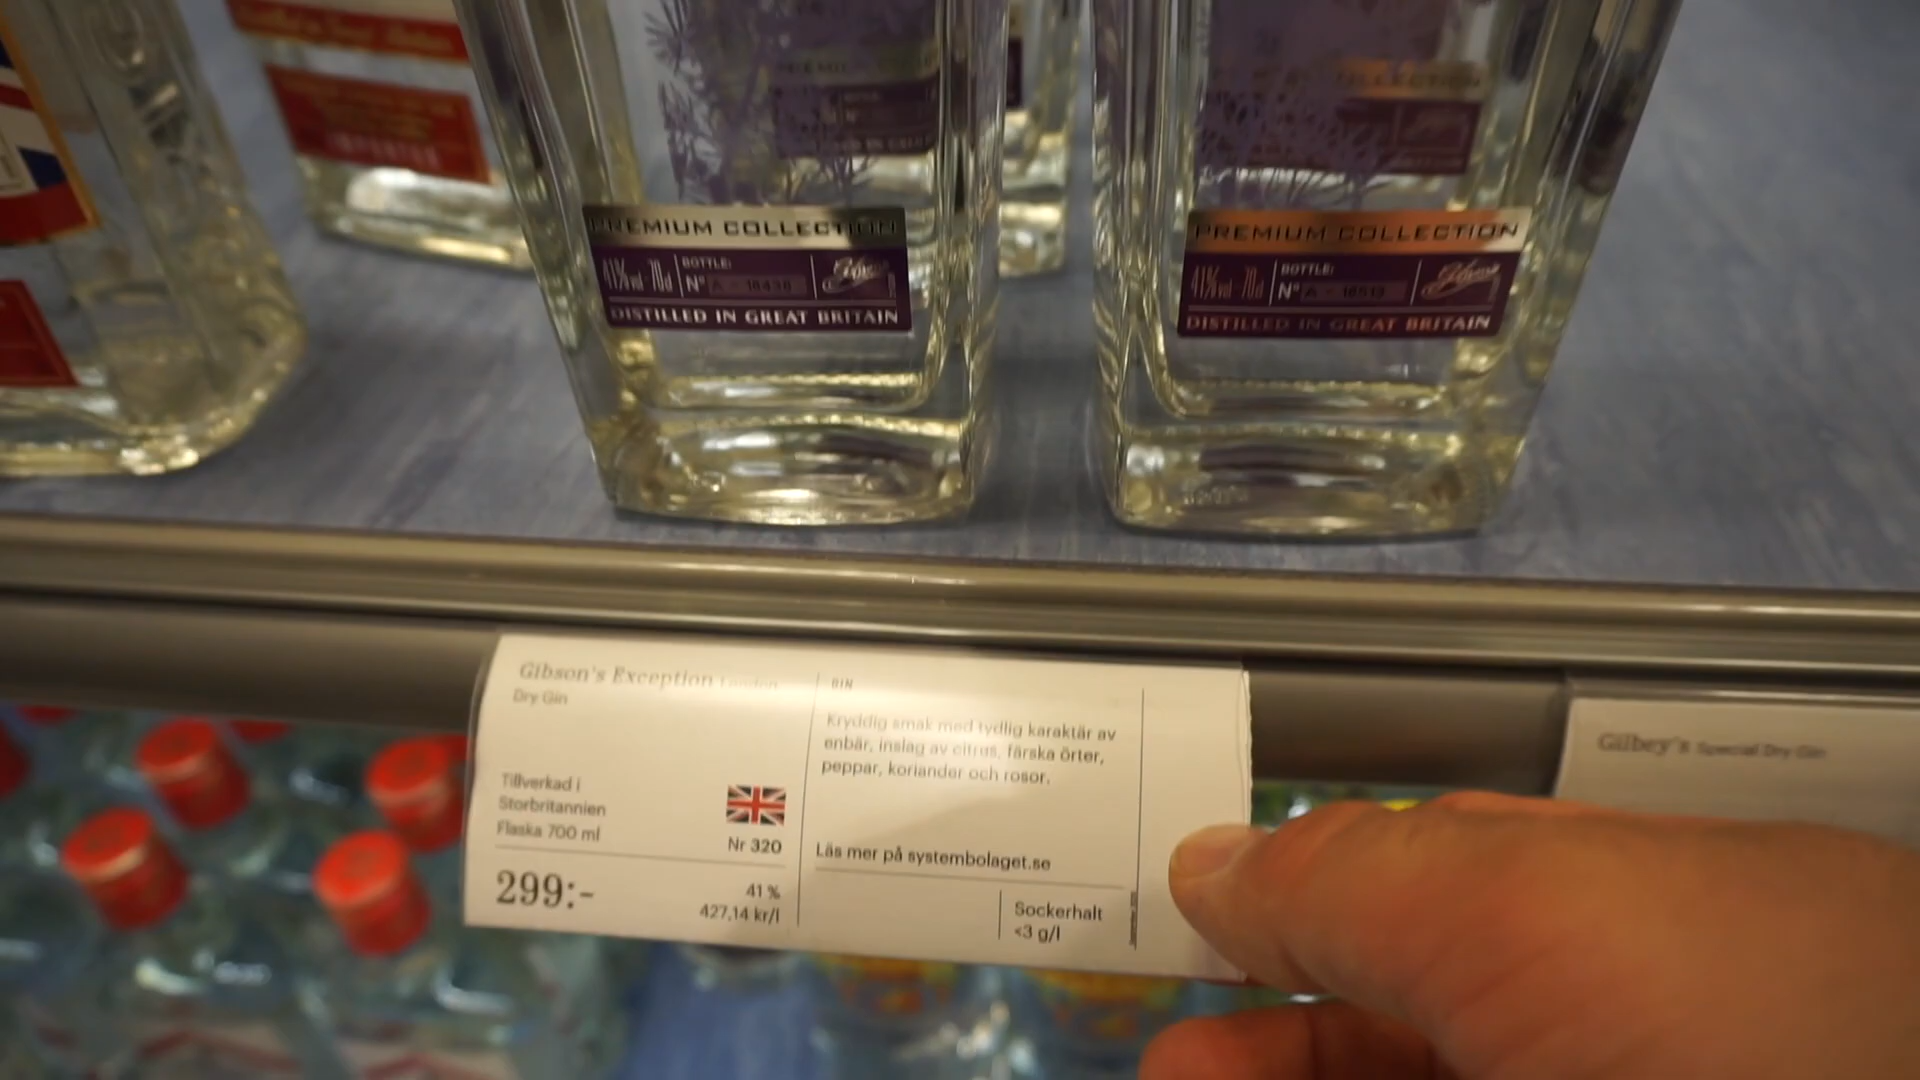 PREMIUM COLLECTION
41%vol 70cl
BOTTLE:
Nº A - 18438
DISTILLED IN GREAT BRITAIN
PREMIUM COLLECTION
41%vol 70cl
BOTTLE:
Nº A -
DISTILLED IN GREAT BRITAIN
IMPORTED
Gibson's Exception London
Dry Gin
Tillverkad i
Storbritannien
Flaska 700 ml
Nr 320
299:-
41 %
427,14 kr/l
GIN
Kryddig smak med tydlig karaktär av
enbär, inslag av citrus, färska örter,
peppar, koriander och rosor.
Läs mer på systembolaget.se
Sockerhalt
<3 g/l
Gilbey's Special Dry Gin